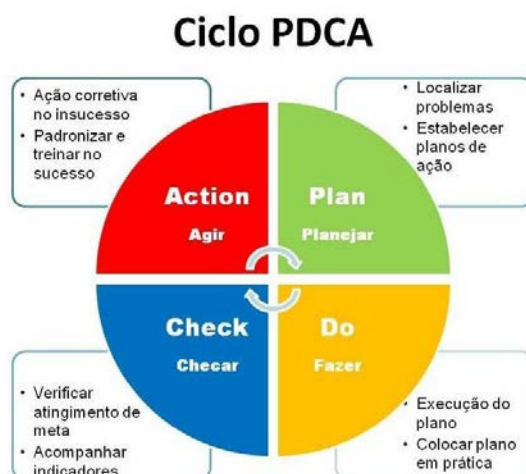 Ciclo PDCA
• Ação corretiva
no insucesso
• Padronizar e
treinar no
sucesso
• Localizar
problemas
• Estabelecer
planos de
ação
Action
Agir
Plan
Planejar
Check
Checar
Do
Fazer
• Verificar
atingimento de
meta
• Acompanhar
indicadores
• Execução do
plano
• Colocar plano
em prática